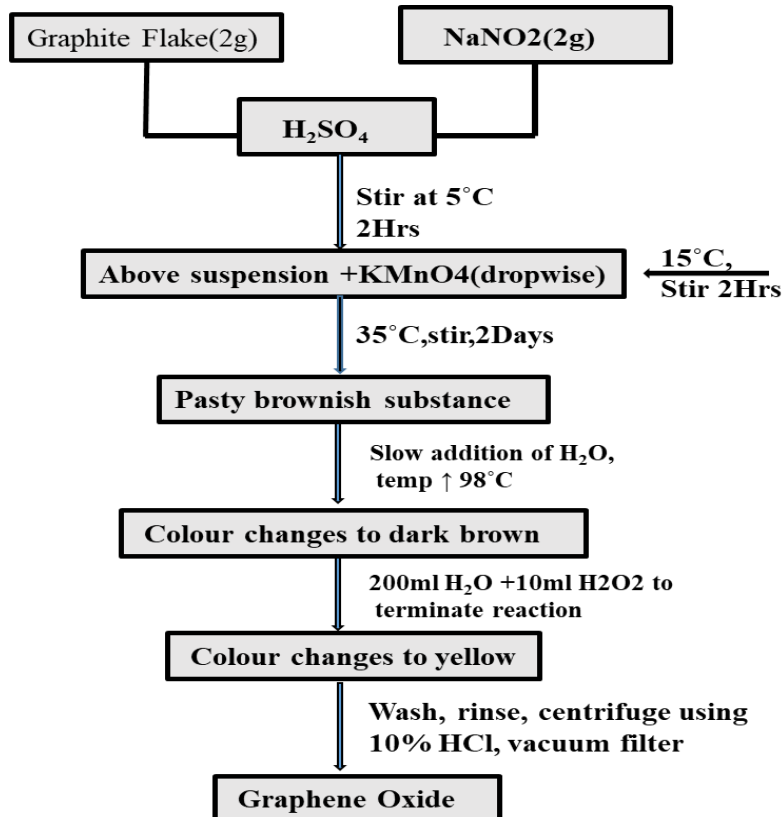 Graphite Flake(2g)
NaNO2(2g)
H₂SO₄
Stir at 5˚C
2Hrs
Above suspension +KMnO4(dropwise)
15˚C,
Stir 2Hrs
35˚C,stir,2Days
Pasty brownish substance
Slow addition of H₂O,
temp ↑ 98˚C
Colour changes to dark brown
200ml H₂O +10ml H2O2 to
terminate reaction
Colour changes to yellow
Wash, rinse, centrifuge using
10% HCl, vacuum filter
Graphene Oxide